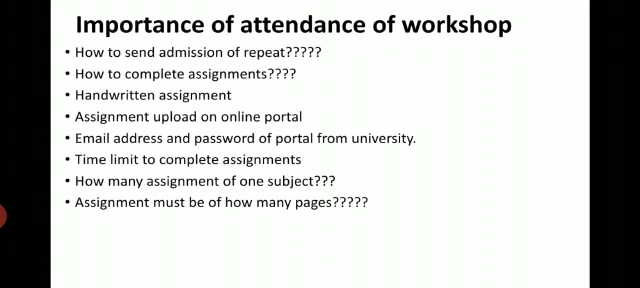 Importance of attendance of workshop
• How to send admission of repeat?????
• How to complete assignments????
• Handwritten assignment
• Assignment upload on online portal
• Email address and password of portal from university.
• Time limit to complete assignments
• How many assignment of one subject???
• Assignment must be of how many pages?????